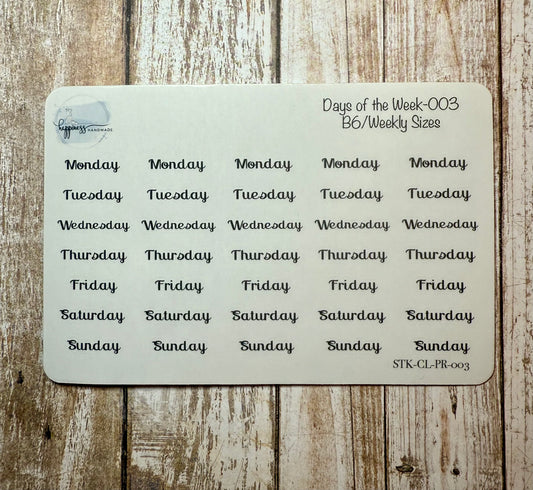 happiness
HANDMADE
Days of the Week-003
B6/Weekly Sizes
Monday Monday Monday Monday Monday
Tuesday Tuesday Tuesday Tuesday Tuesday
Wednesday Wednesday Wednesday Wednesday Wednesday
Thursday Thursday Thursday Thursday Thursday
Friday Friday Friday Friday Friday
Saturday Saturday Saturday Saturday Saturday
Sunday Sunday Sunday Sunday Sunday
STK-CL-PR-003